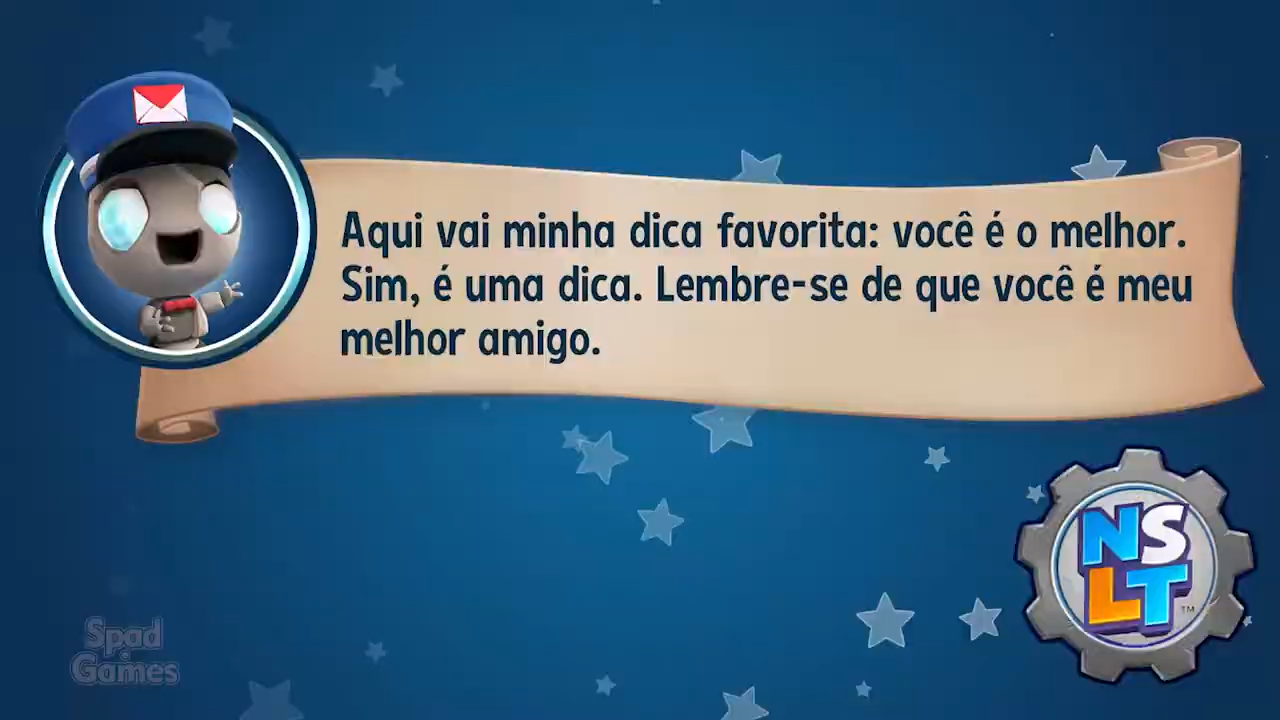 Aqui vai minha dica favorita: você é o melhor.
Sim, é uma dica. Lembre-se de que você é meu
melhor amigo.
NS
LT
TM
Spad
Games